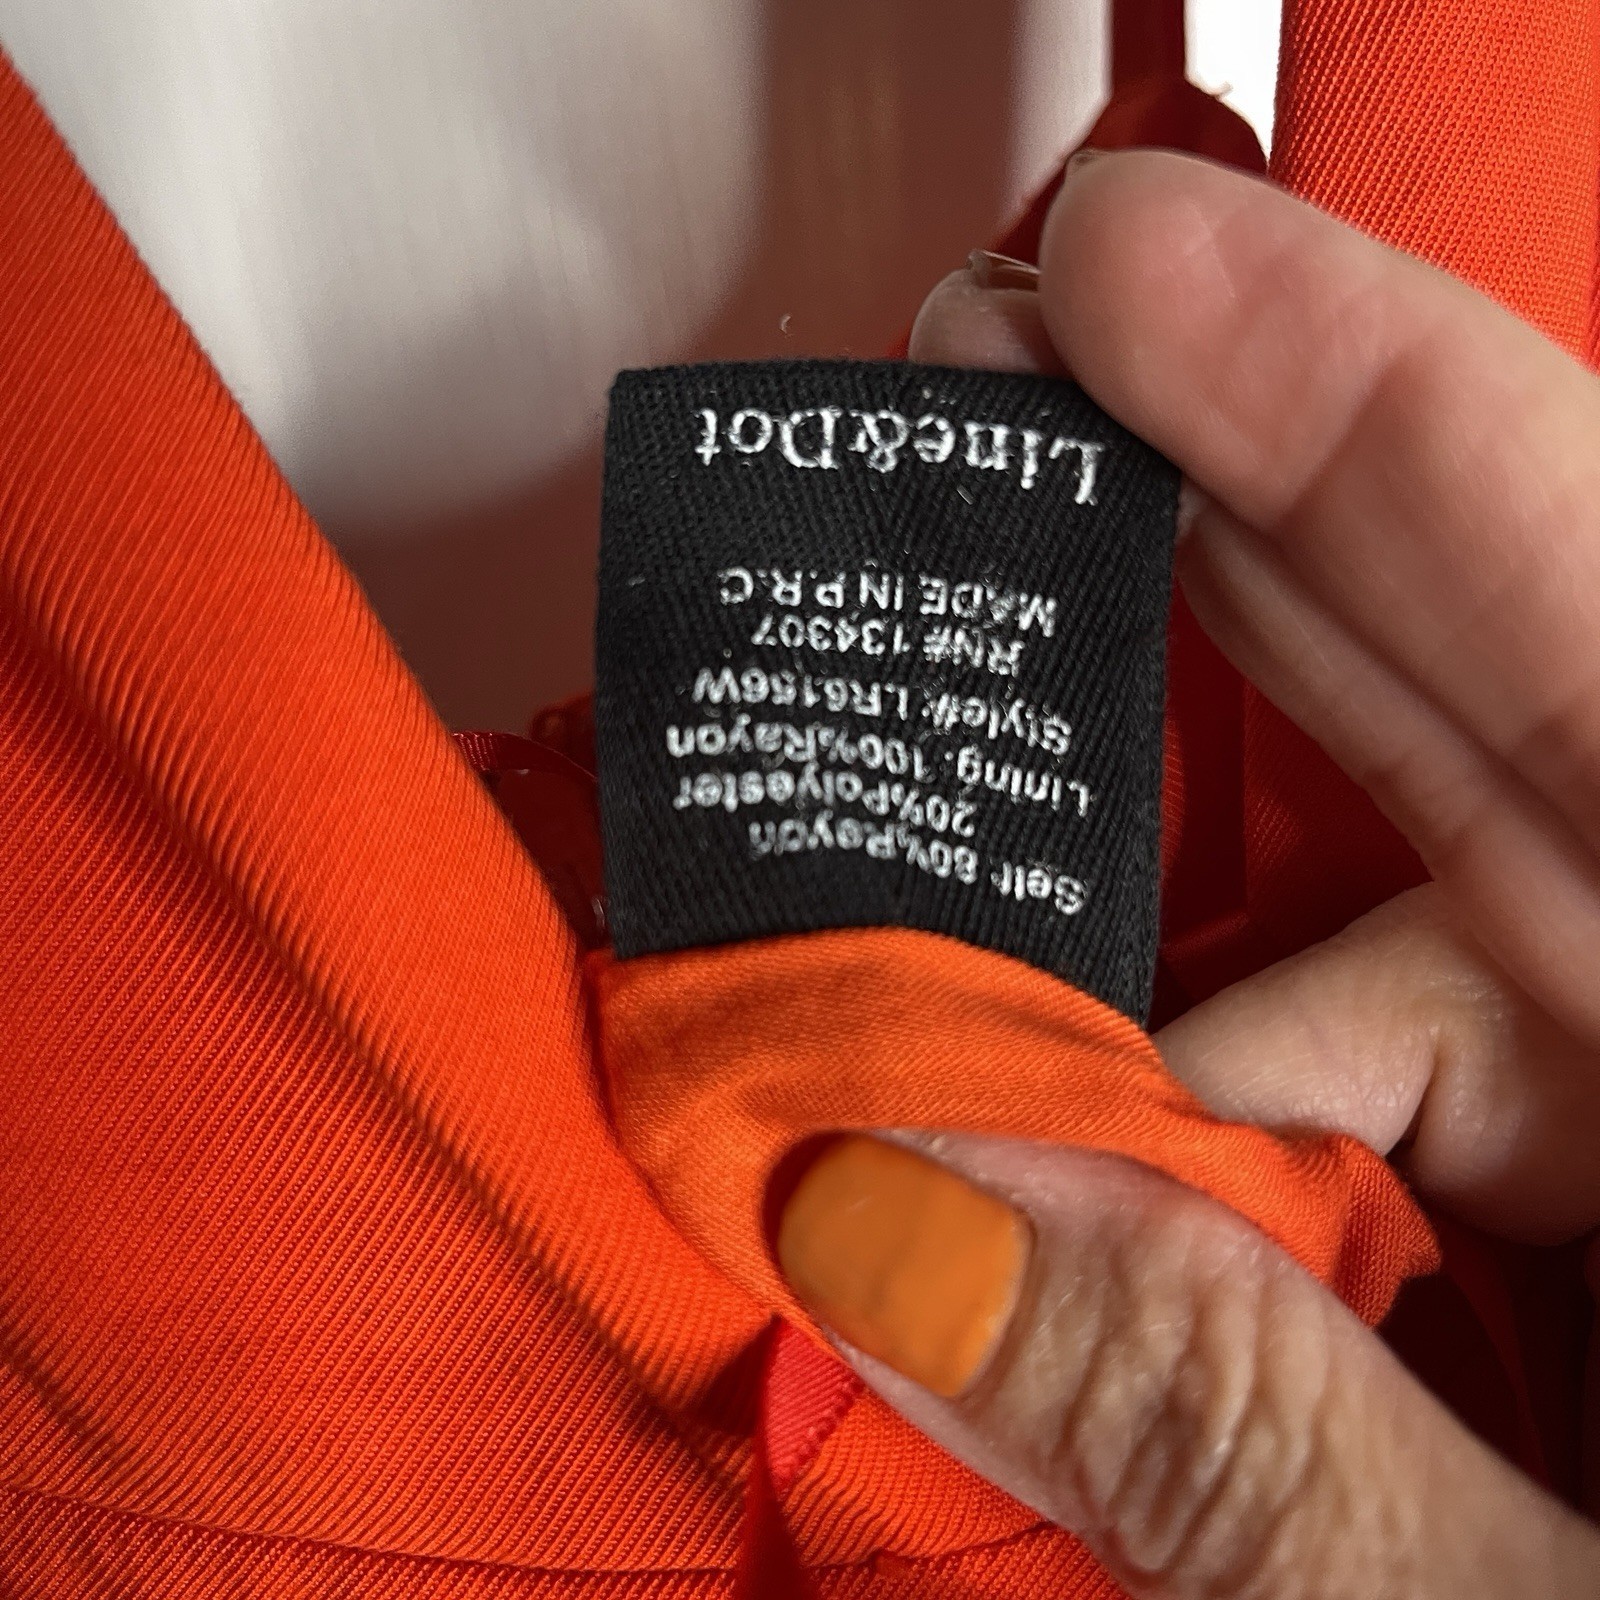 Line&Dot
MADE IN P.R.C
RN# 134307
Style#: LR6156W
Lining: 100%Rayon
20%Polyester
Self: 80%Rayon